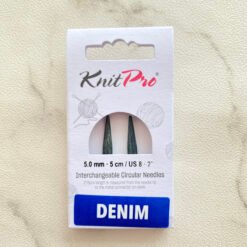 KnitPro
5.0 mm - 5 cm / US 8 - 2"
Interchangeable Circular Needles
DENIM